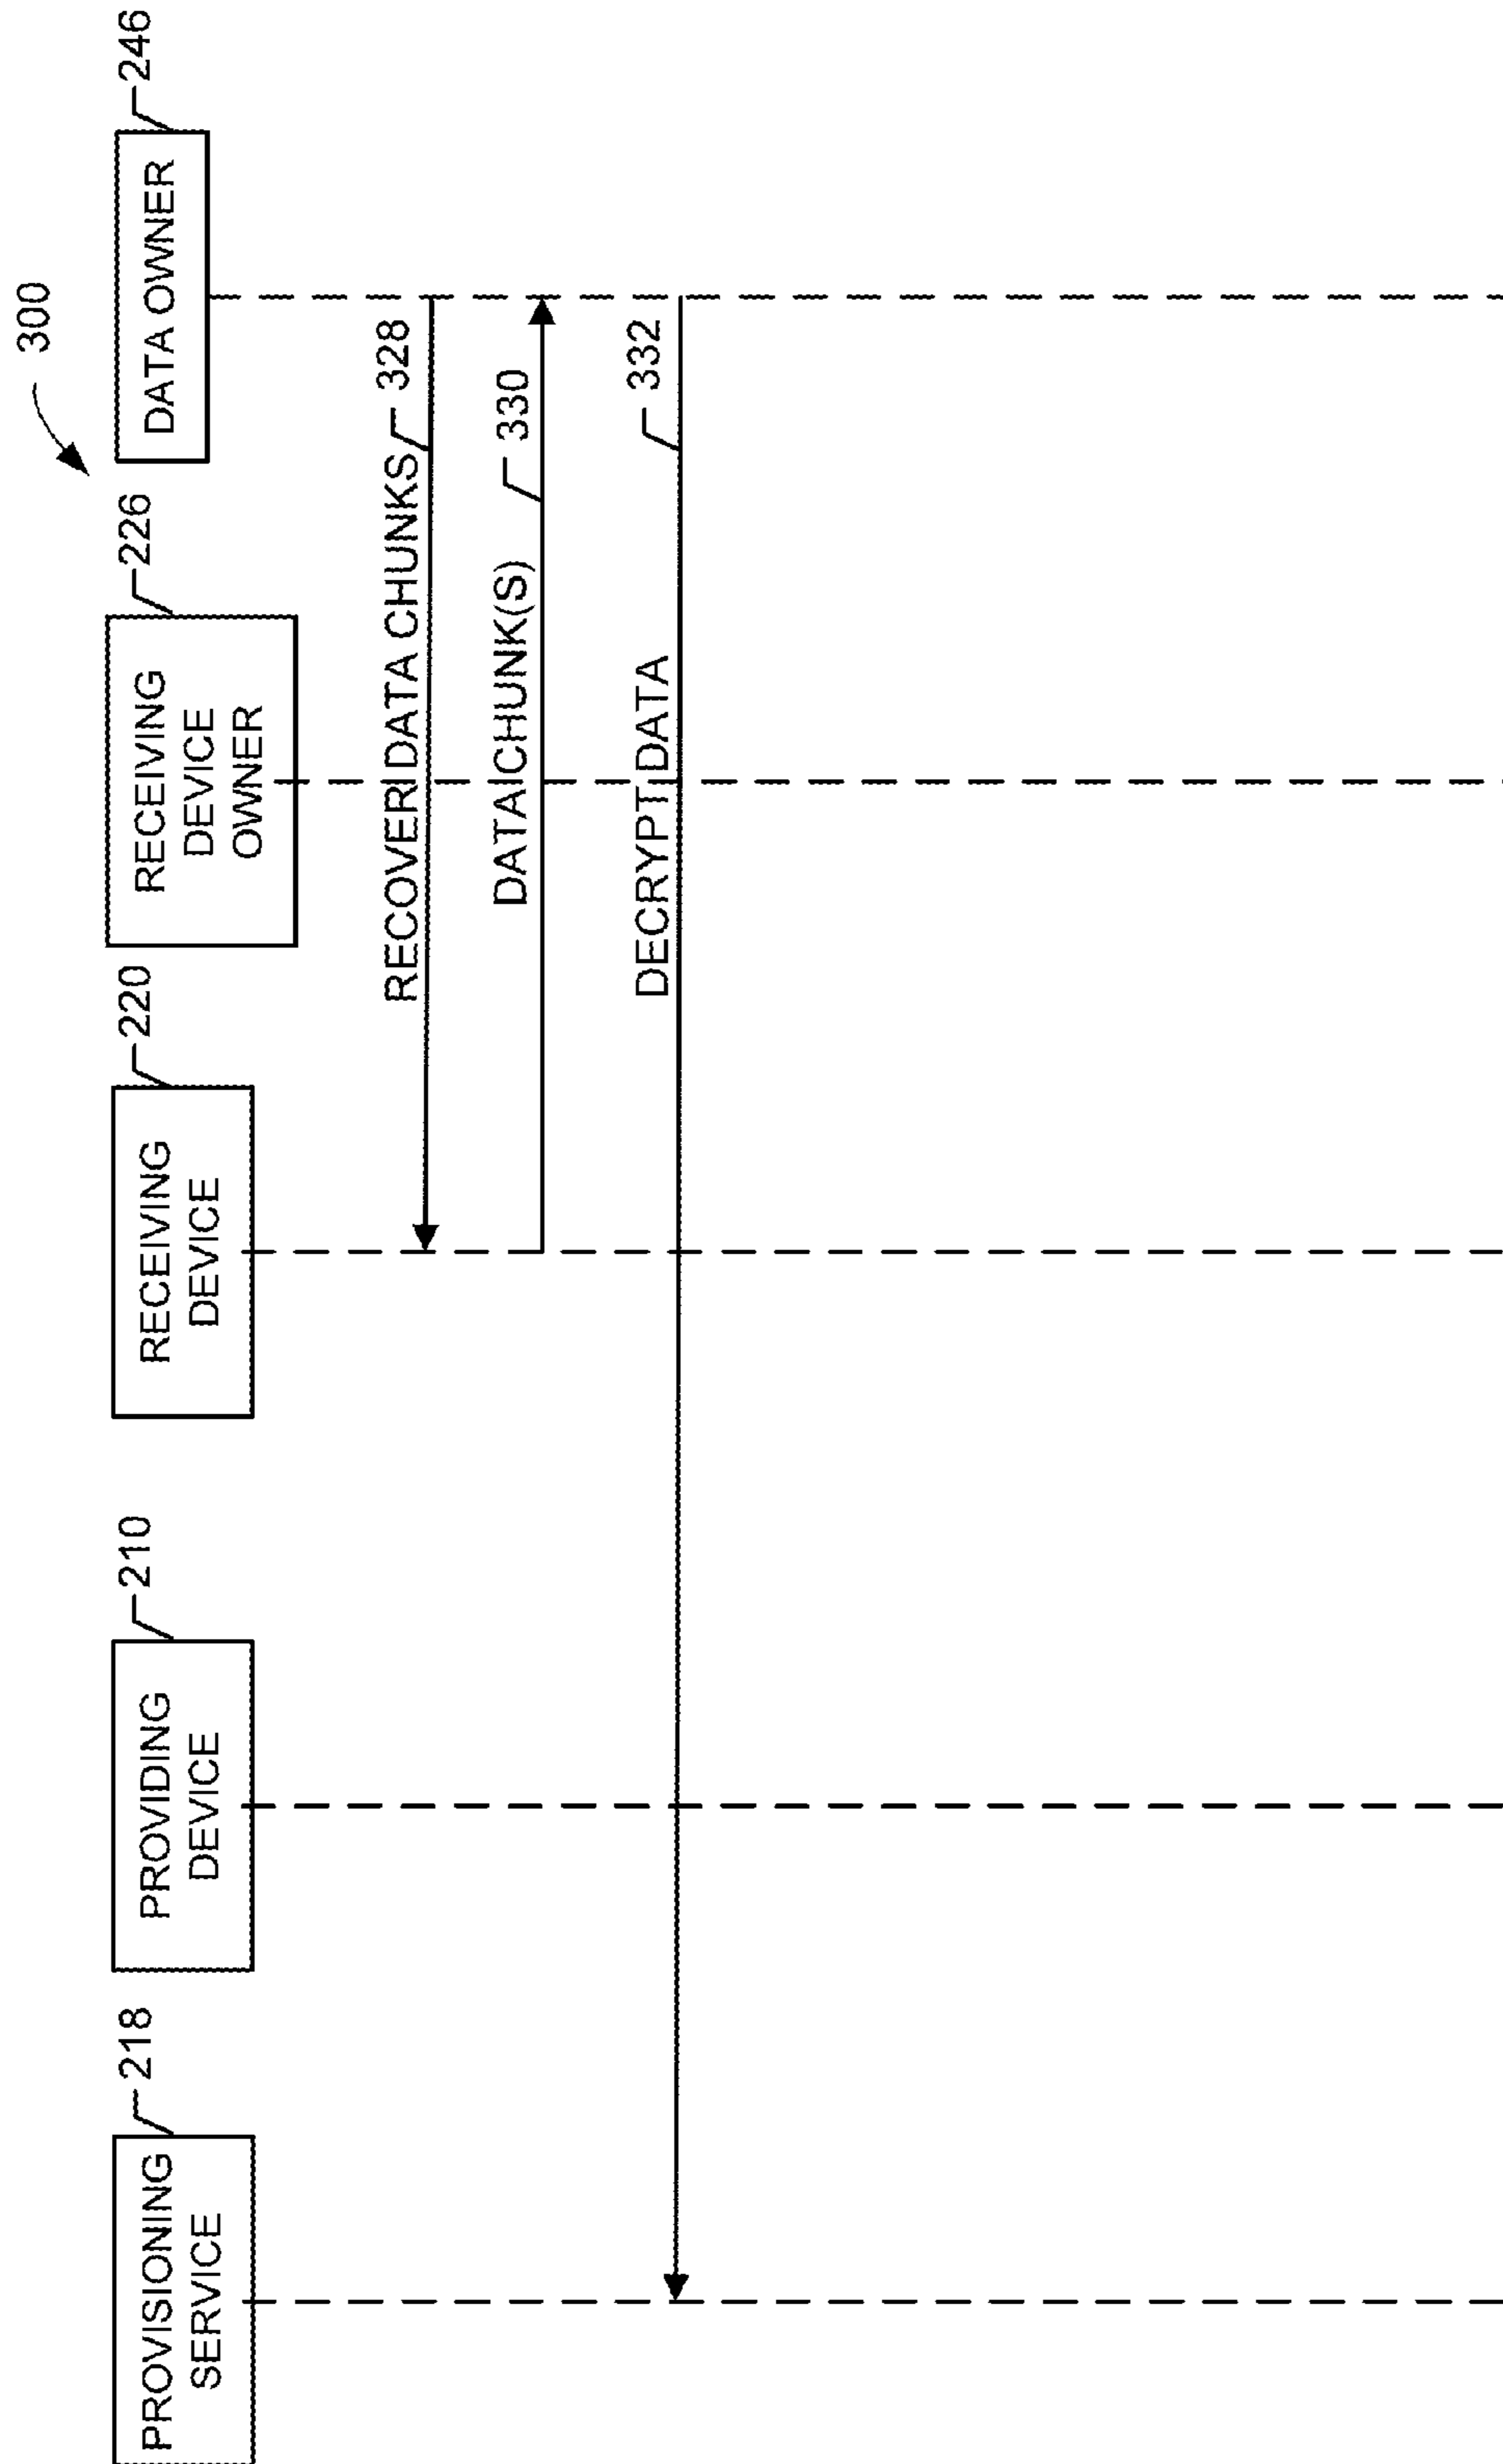 300
PROVISIONING
SERVICE
218
PROVIDING
DEVICE
210
RECEIVING
DEVICE
220
RECEIVING
DEVICE
OWNER
226
DATA OWNER
246
RECOVER DATA CHUNKS
328
DATA CHUNK(S)
330
DECRYPT DATA
332